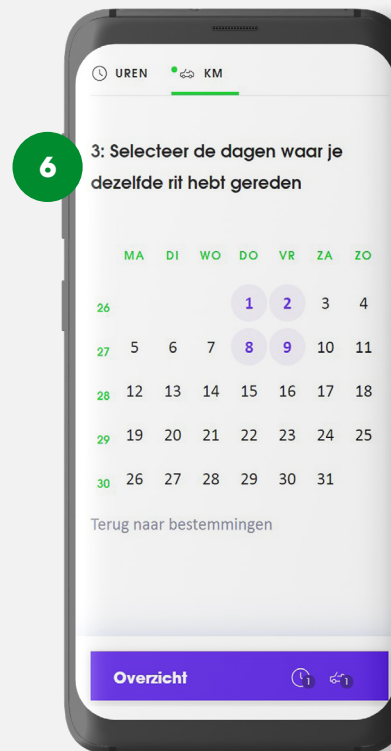 UREN KM
6
3: Selecteer de dagen waar je
dezelfde rit hebt gereden
MA DI WO DO VR ZA ZO
26 1 2 3 4
27 5 6 7 8 9 10 11
28 12 13 14 15 16 17 18
29 19 20 21 22 23 24 25
30 26 27 28 29 30 31
Terug naar bestemmingen
Overzicht 1 1